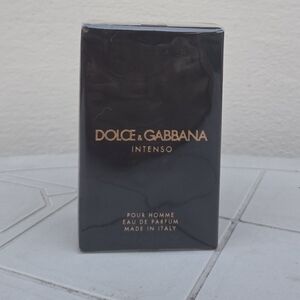 DOLCE & GABBANA
INTENSO
POUR HOMME
EAU DE PARFUM
MADE IN ITALY